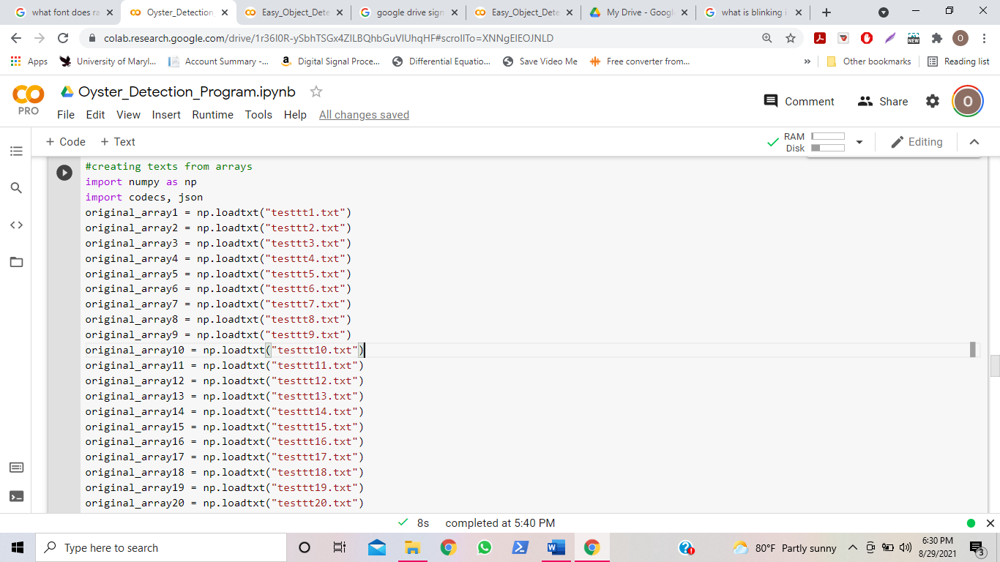 what font does ra
Oyster_Detection
Easy_Object_Dete
google drive sign
Easy_Object_Dete
My Drive - Googl
what is blinking i
colab.research.google.com/drive/1r36I0R-ySbhTSGx4ZILBQhbGuVlUhqHF#scrollTo=XNNgEIEOJNLD
Apps
University of Maryl...
Account Summary -...
Digital Signal Proce...
Differential Equatio...
Save Video Me
Free converter from...
»
Other bookmarks
Reading list
CO PRO
Oyster_Detection_Program.ipynb
Comment
Share
O
File Edit View Insert Runtime Tools Help All changes saved
+ Code + Text
RAM
Disk
Editing
#creating texts from arrays
import numpy as np
import codecs, json
original_array1 = np.loadtxt("testtt1.txt")
original_array2 = np.loadtxt("testtt2.txt")
original_array3 = np.loadtxt("testtt3.txt")
original_array4 = np.loadtxt("testtt4.txt")
original_array5 = np.loadtxt("testtt5.txt")
original_array6 = np.loadtxt("testtt6.txt")
original_array7 = np.loadtxt("testtt7.txt")
original_array8 = np.loadtxt("testtt8.txt")
original_array9 = np.loadtxt("testtt9.txt")
original_array10 = np.loadtxt("testtt10.txt")
original_array11 = np.loadtxt("testtt11.txt")
original_array12 = np.loadtxt("testtt12.txt")
original_array13 = np.loadtxt("testtt13.txt")
original_array14 = np.loadtxt("testtt14.txt")
original_array15 = np.loadtxt("testtt15.txt")
original_array16 = np.loadtxt("testtt16.txt")
original_array17 = np.loadtxt("testtt17.txt")
original_array18 = np.loadtxt("testtt18.txt")
original_array19 = np.loadtxt("testtt19.txt")
original_array20 = np.loadtxt("testtt20.txt")
8s completed at 5:40 PM
Type here to search
80°F Partly sunny
6:30 PM
8/29/2021
3